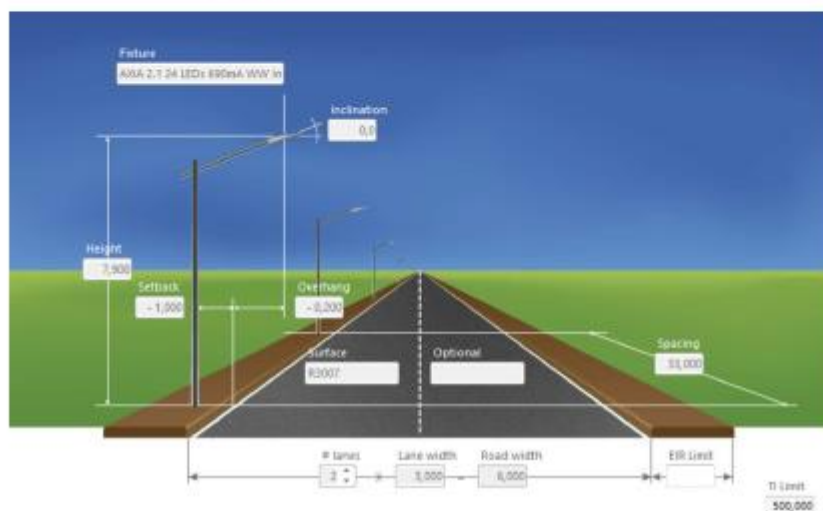 Fixture
AXIA 2.1 24 LEDs 690mA WW
Inclination
0,0
Height
7,900
Setback
- 1,000
Overhang
- 0,200
Spacing
33,000
Surface
R3007
Optional
# lanes
2
Lane width
3,000
Road width
6,000
EIR Limit
TI Limit
500,000